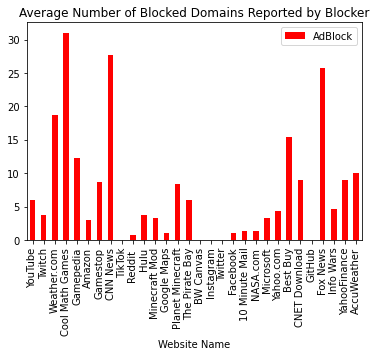 Average Number of Blocked Domains Reported by Blocker
AdBlock
30
25
20
15
10
5
0
YouTube
Twitch
Weather.com
Cool Math Games
Gamepedia
Amazon
Gamestop
CNN News
TikTok
Reddit
Hulu
Minecraft Mod
Google Maps
Planet Minecraft
The Pirate Bay
BW Canvas
Instagram
Twitter
Facebook
10 Minute Mail
NASA.com
Microsoft
Yahoo.com
Best Buy
CNET Download
GitHub
Fox News
Info Wars
YahooFinance
AccuWeather
Website Name